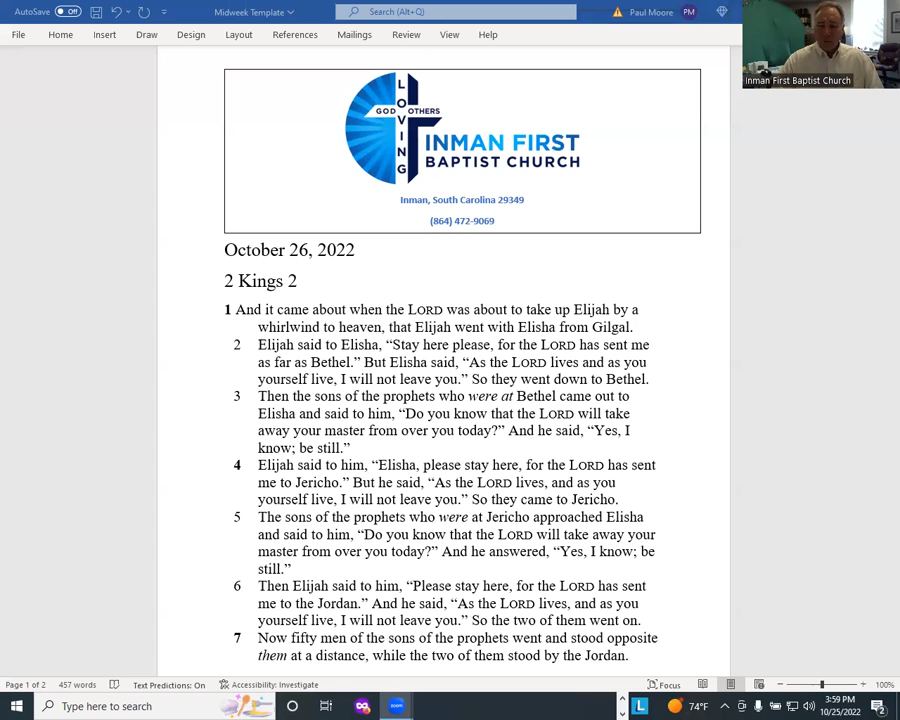 AutoSave Off Midweek Template Search (Alt+Q) Paul Moore PM
File Home Insert Draw Design Layout References Mailings Review View Help
Inman First Baptist Church
LOVING
GOD OTHERS
INMAN FIRST
BAPTIST CHURCH
Inman, South Carolina 29349
(864) 472-9069
October 26, 2022
2 Kings 2
1 And it came about when the LORD was about to take up Elijah by a
whirlwind to heaven, that Elijah went with Elisha from Gilgal.
2 Elijah said to Elisha, “Stay here please, for the LORD has sent me
as far as Bethel.” But Elisha said, “As the LORD lives and as you
yourself live, I will not leave you.” So they went down to Bethel.
3 Then the sons of the prophets who were at Bethel came out to
Elisha and said to him, “Do you know that the LORD will take
away your master from over you today?” And he said, “Yes, I
know; be still.”
4 Elijah said to him, “Elisha, please stay here, for the LORD has sent
me to Jericho.” But he said, “As the LORD lives, and as you
yourself live, I will not leave you.” So they came to Jericho.
5 The sons of the prophets who were at Jericho approached Elisha
and said to him, “Do you know that the LORD will take away your
master from over you today?” And he answered, “Yes, I know; be
still.”
6 Then Elijah said to him, “Please stay here, for the LORD has sent
me to the Jordan.” And he said, “As the LORD lives, and as you
yourself live, I will not leave you.” So the two of them went on.
7 Now fifty men of the sons of the prophets went and stood opposite
them at a distance, while the two of them stood by the Jordan.
Page 1 of 2 457 words Text Predictions: On Accessibility: Investigate Focus 100%
Type here to search zoom L 74°F 3:59 PM
10/25/2022 2